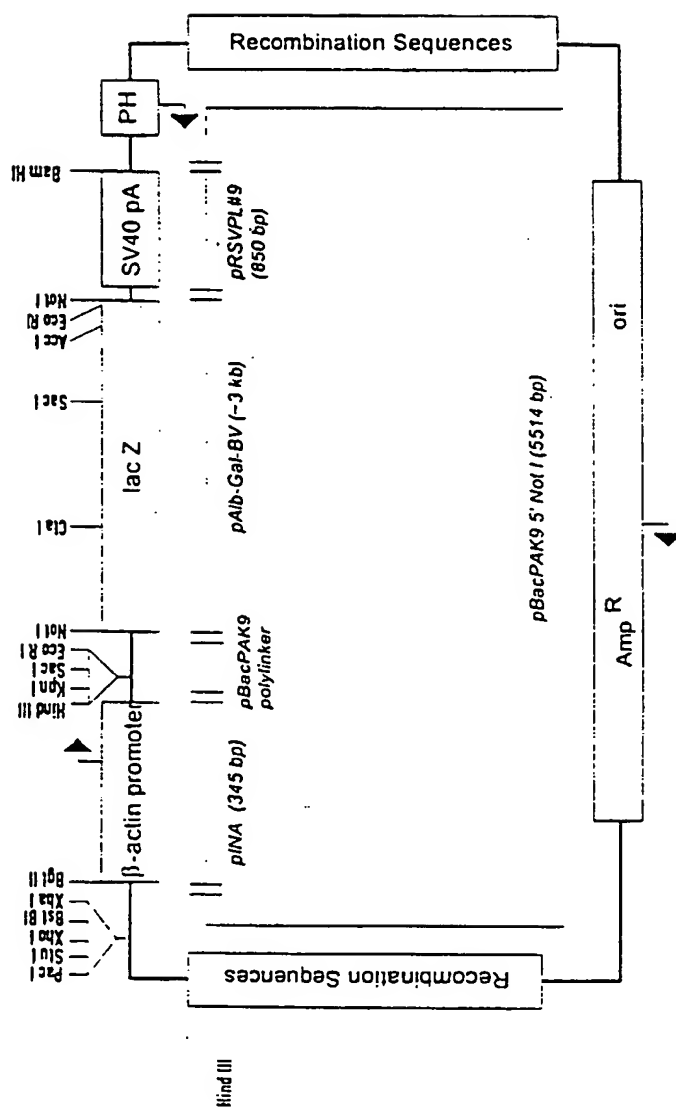 Pac I
Stu I
Xho I
Bst BI
Xba I
Bgl II
Hind III
Kpn I
Sac I
Eco R I
Not I
Cla I
Sac I
Acc I
Eco RI
Not I
Bam HI
β-actin promoter
lac Z
SV40 pA
PH
pINA (345 bp)
pBacPAK9
polylinker
pAlb-Gal-BV (~3 kb)
pRSVPL#9
(850 bp)
Recombination Sequences
Recombination Sequences
Hind III
pBacPAK9 5' Not I (5514 bp)
Amp R
ori